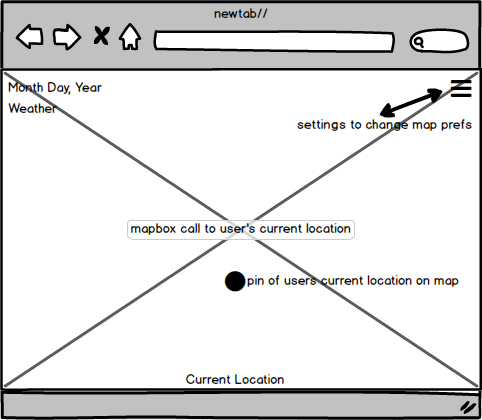 newtab//
Month Day, Year
Weather
settings to change map prefs
mapbox call to user's current location
pin of users current location on map
Current Location